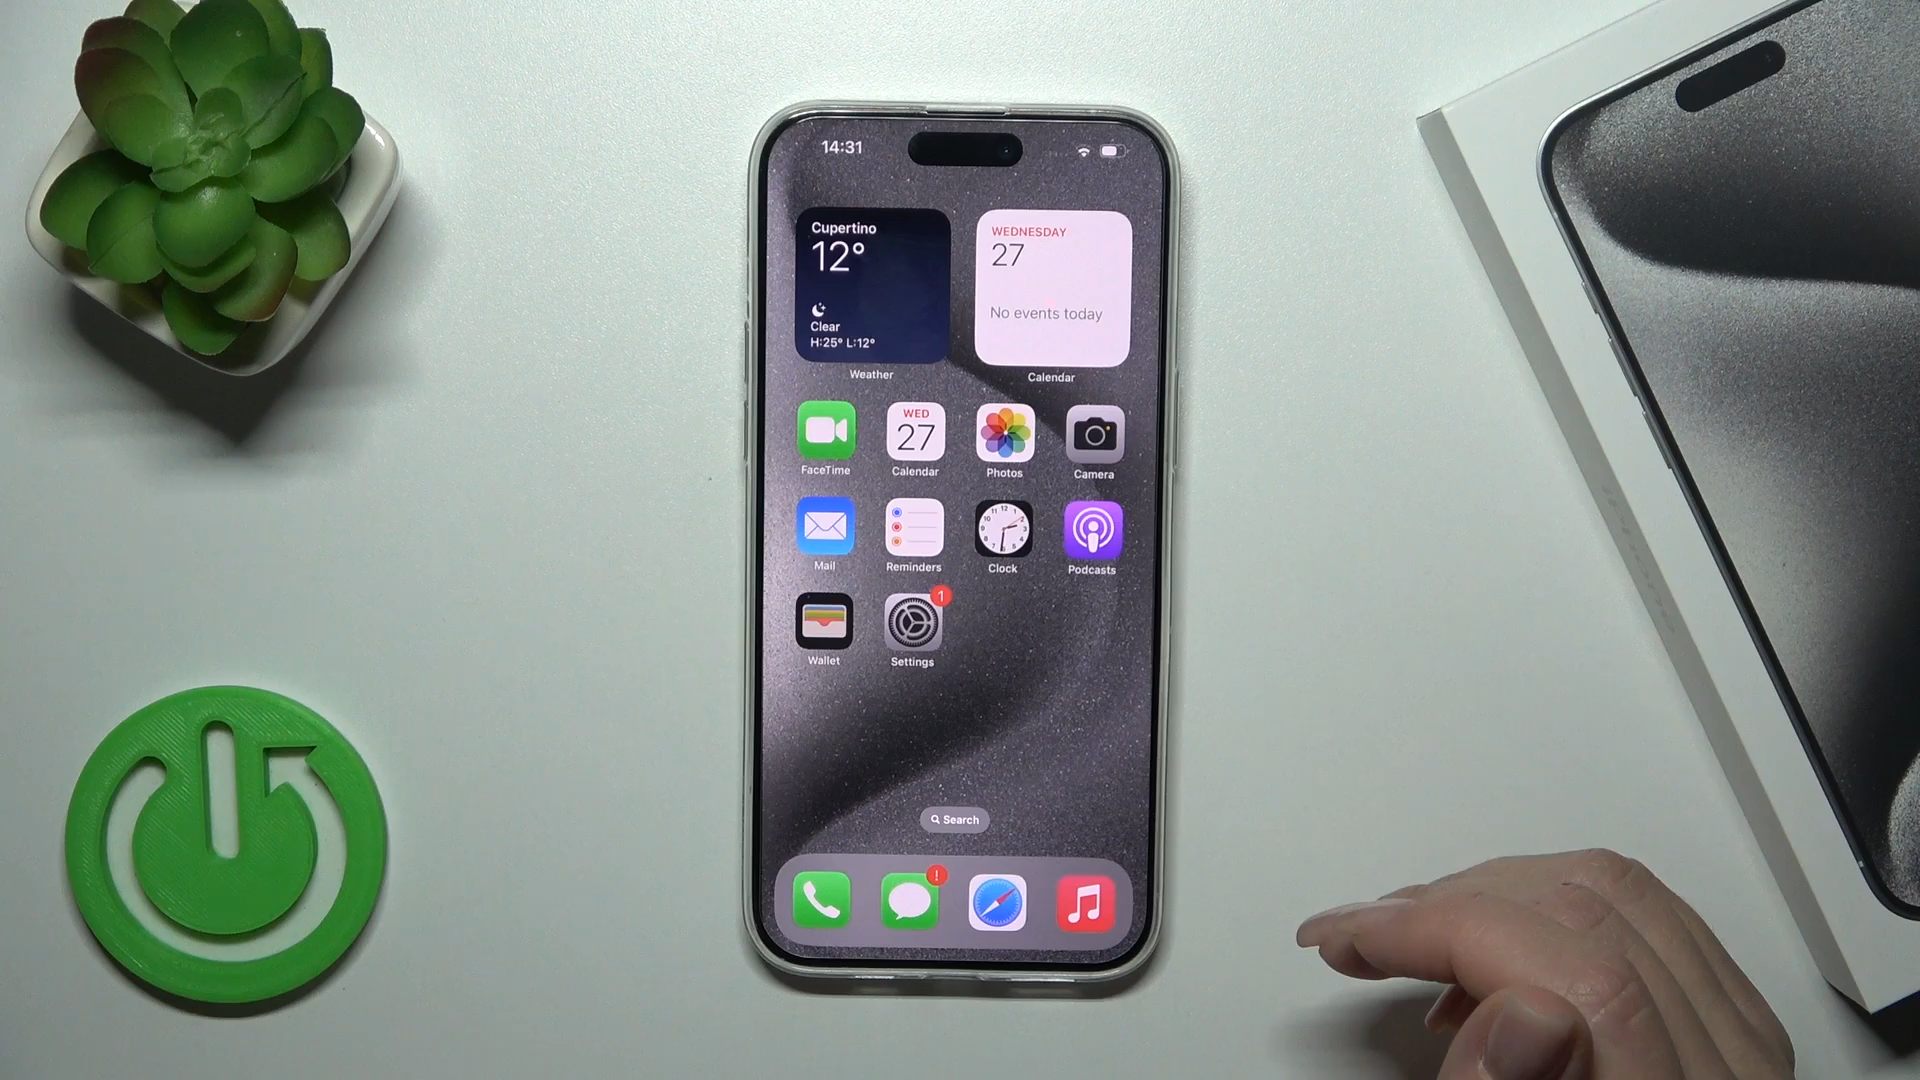 14:31
Cupertino
12°
Clear
H:25° L:12°
Weather
WEDNESDAY
27
No events today
Calendar
FaceTime
WED
27
Calendar
Photos
Camera
Mail
Reminders
Clock
Podcasts
Wallet
1
Settings
Search
!